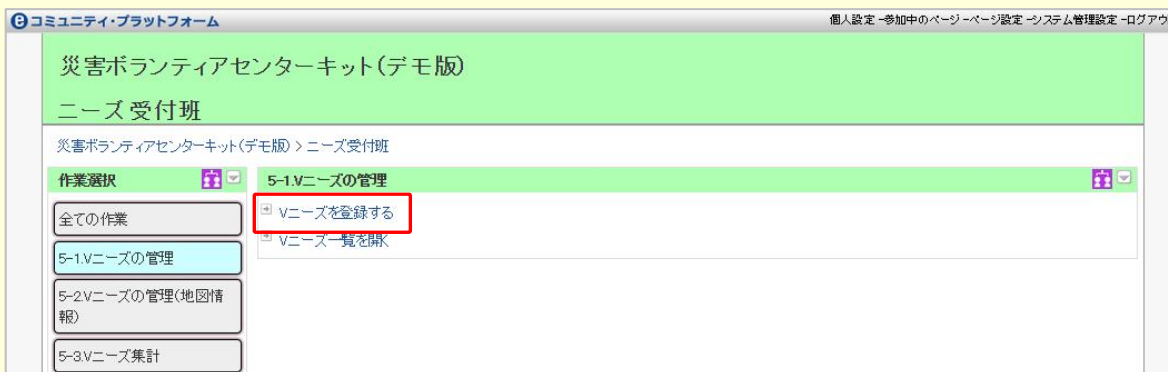 eコミュニティ・プラットフォーム
個人設定 -参加中のページ -ページ設定 -システム管理設定 -ログアウ
災害ボランティアセンターキット(デモ版)
ニーズ受付班
災害ボランティアセンターキット(デモ版) > ニーズ受付班
作業選択
全ての作業
5-1.Vニーズの管理
5-2.Vニーズの管理(地図情
報)
5-3.Vニーズ集計
5-1.Vニーズの管理
Vニーズを登録する
Vニーズ一覧を開く